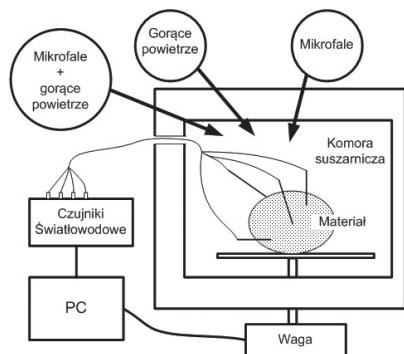 Mikrofale
+
gorące
powietrze
Gorące
powietrze
Mikrofale
Komora
suszarnicza
Materiał
Czujniki
Światłowodowe
PC
Waga